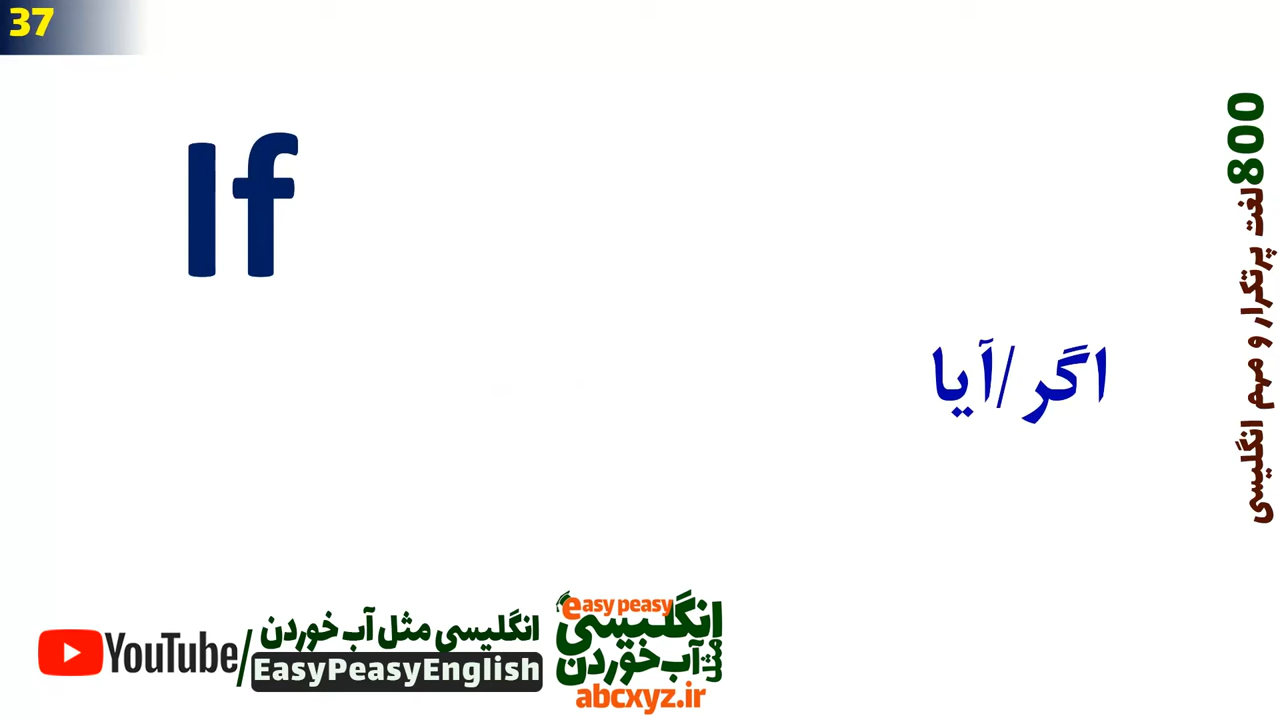 37
If
اگر/آیا
800 لغت پرتکرار و مهم انگلیسی
YouTube/
انگلیسی مثل آب خوردن
EasyPeasyEnglish
easy peasy
انگلیسی
مثل
آب خوردن
abcxyz.ir